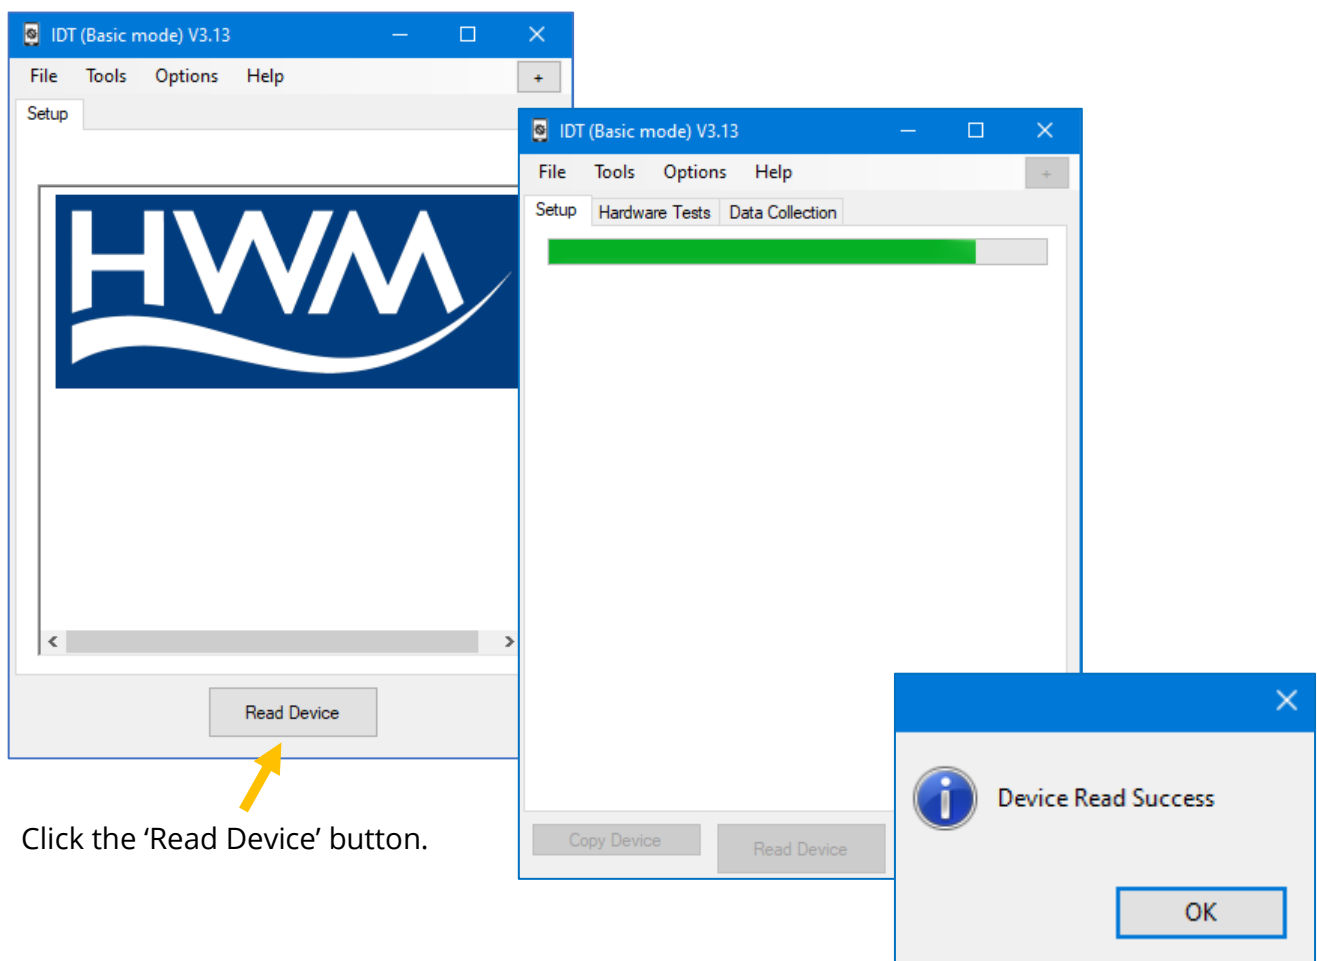 IDT (Basic mode) V3.13
File Tools Options Help +
Setup
HWM
Read Device
Click the ‘Read Device’ button.
IDT (Basic mode) V3.13
File Tools Options Help +
Setup Hardware Tests Data Collection
Copy Device Read Device
Device Read Success
OK